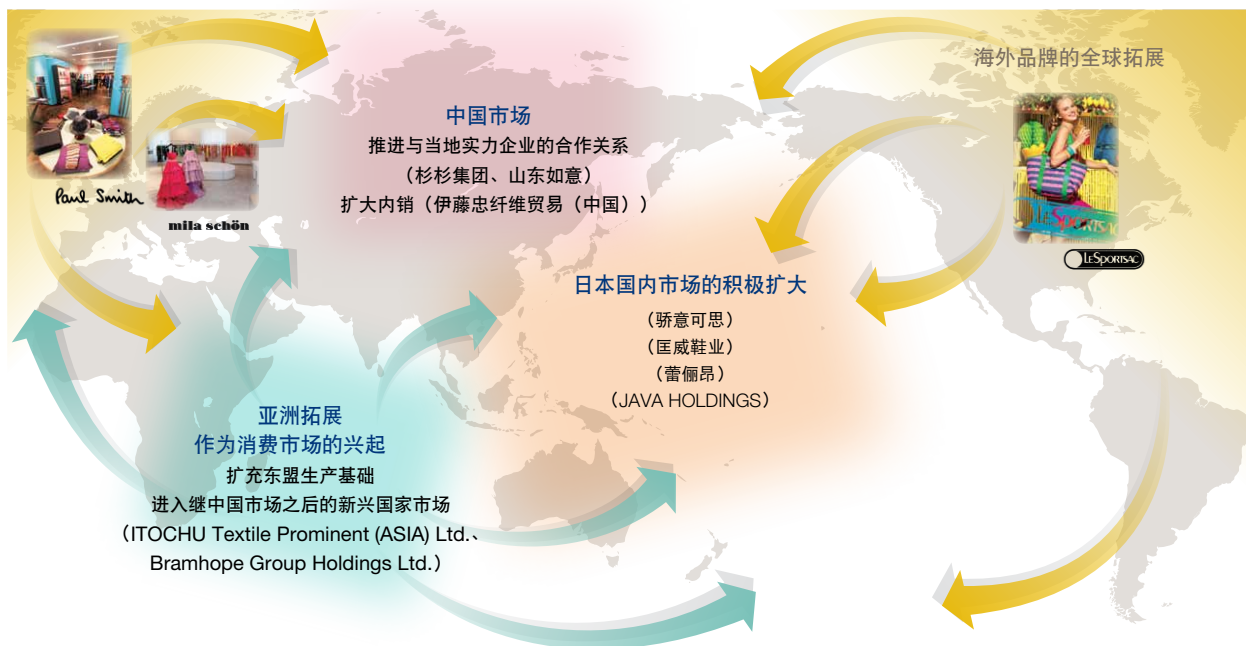 海外品牌的全球拓展
Paul Smith
mila schön
LESPORTSAC
LESPORTSAC
中国市场
推进与当地实力企业的合作关系
（杉杉集团、山东如意）
扩大内销（伊藤忠纤维贸易（中国））
日本国内市场的积极扩大
（骄意可思）
（匡威鞋业）
（蕾俪昂）
（JAVA HOLDINGS）
亚洲拓展
作为消费市场的兴起
扩充东盟生产基础
进入继中国市场之后的新兴国家市场
（ITOCHU Textile Prominent (ASIA) Ltd.、
Bramhope Group Holdings Ltd.）